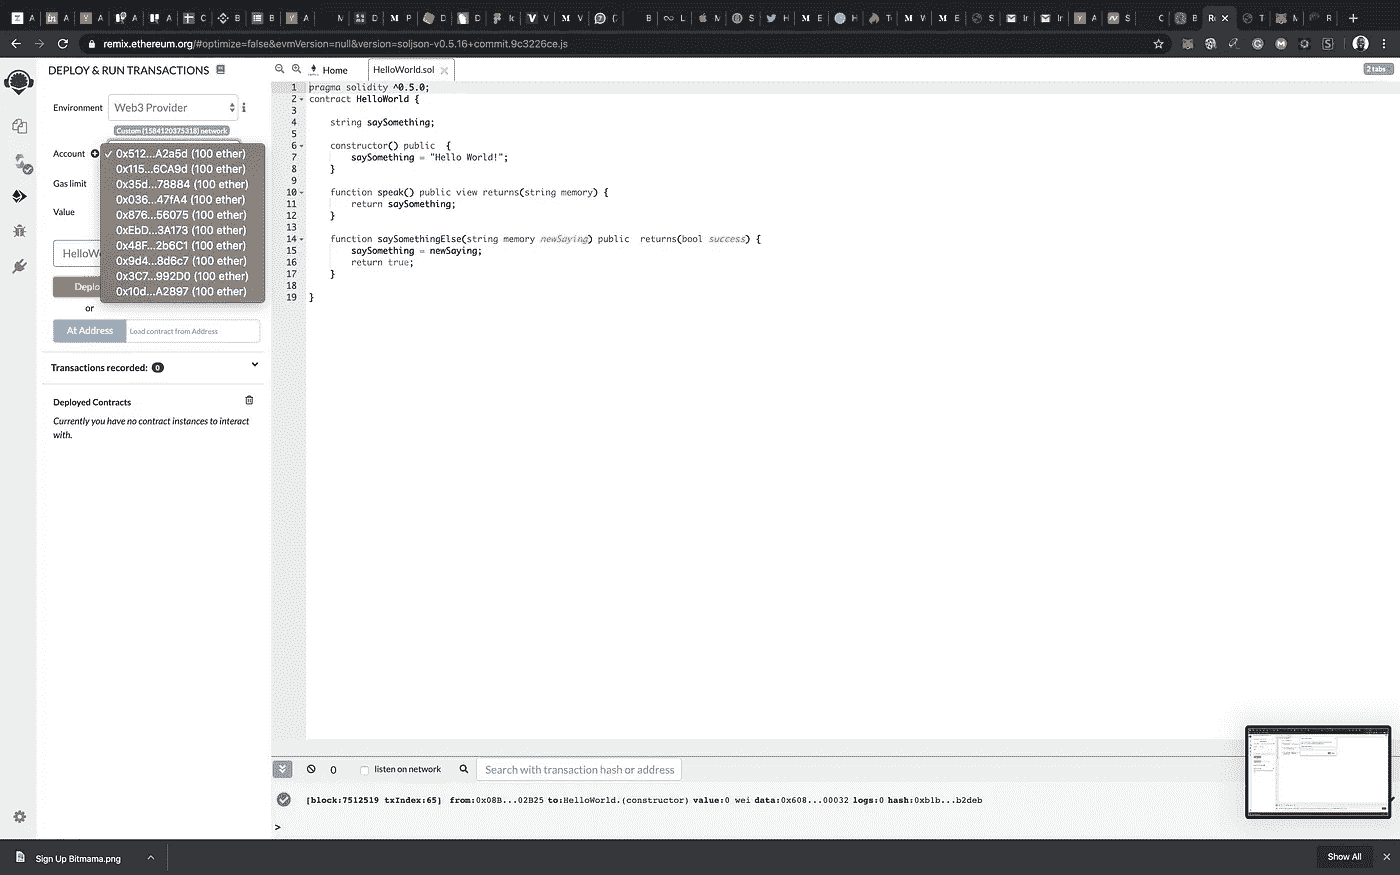 remix.ethereum.org/#optimize=false&evmVersion=null&version=soljson-v0.5.16+commit.9c3226ce.js
DEPLOY & RUN TRANSACTIONS
Environment
Web3 Provider
Custom (1584120375318) network
Account
✓ 0x512...A2a5d (100 ether)
0x115...6CA9d (100 ether)
0x35d...78884 (100 ether)
0x036...47fA4 (100 ether)
0x876...56075 (100 ether)
0xEbD...3A173 (100 ether)
0x48F...2b6C1 (100 ether)
0x9d4...8d6c7 (100 ether)
0x3C7...992D0 (100 ether)
0x10d...A2897 (100 ether)
Gas limit
Value
HelloWo
Deplo
or
At Address
Load contract from Address
Transactions recorded: 0
Deployed Contracts
Currently you have no contract instances to interact
with.
Home
HelloWorld.sol
2 tabs
1 pragma solidity ^0.5.0;
2 contract HelloWorld {
3
4 string saySomething;
5
6 constructor() public {
7 saySomething = "Hello World!";
8 }
9
10 function speak() public view returns(string memory) {
11 return saySomething;
12 }
13
14 function saySomethingElse(string memory newSaying) public returns(bool success) {
15 saySomething = newSaying;
16 return true;
17 }
18
19 }
0
listen on network
Search with transaction hash or address
[block:7512519 txIndex:65] from:0x08B...02B25 to:HelloWorld.(constructor) value:0 wei data:0x608...00032 logs:0 hash:0xb1b...b2deb
>
Sign Up Bitmama.png
Show All